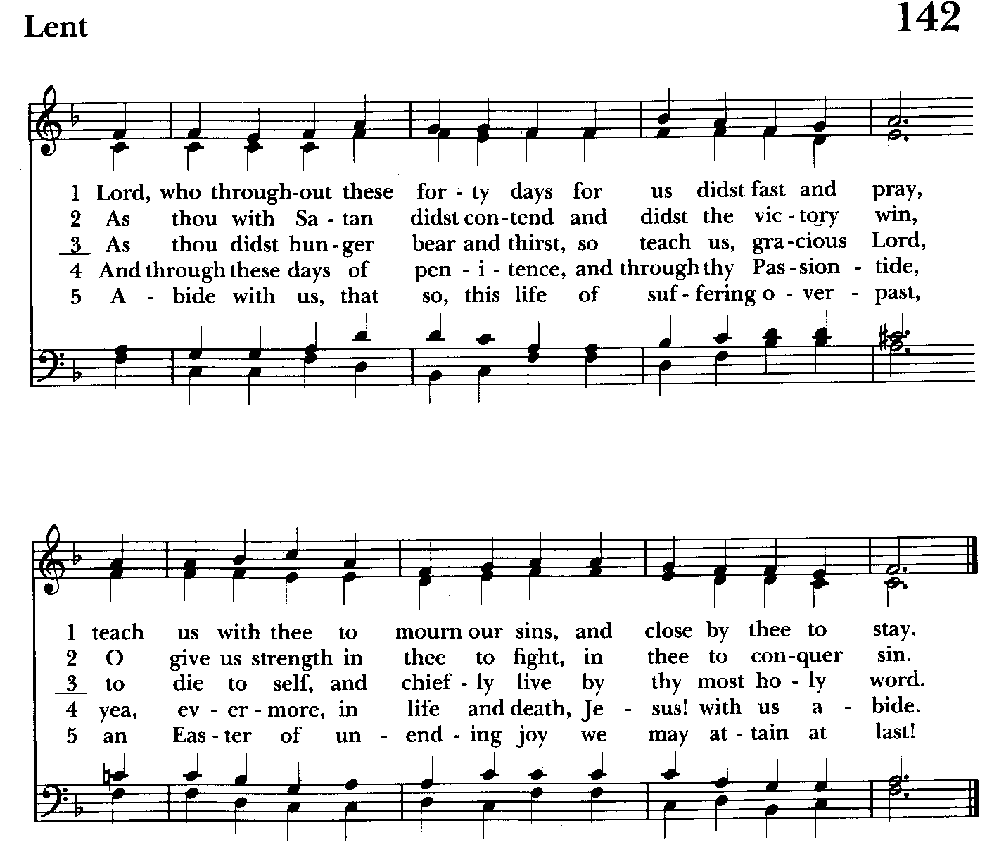 Lent
142
1 Lord, who through-out these for - ty days for us didst fast and pray,
2 As thou with Sa - tan didst con - tend and didst the vic - tory win,
3 As thou didst hun - ger bear and thirst, so teach us, gra - cious Lord,
4 And through these days of pen - i - tence, and through thy Pas - sion - tide,
5 A - bide with us, that so, this life of suf - fering o - ver - past,
1 teach us with thee to mourn our sins, and close by thee to stay.
2 O give us strength in thee to fight, in thee to con - quer sin.
3 to die to self, and chief - ly live by thy most ho - ly word.
4 yea, ev - er - more, in life and death, Je - sus! with us a - bide.
5 an Eas - ter of un - end - ing joy we may at - tain at last!